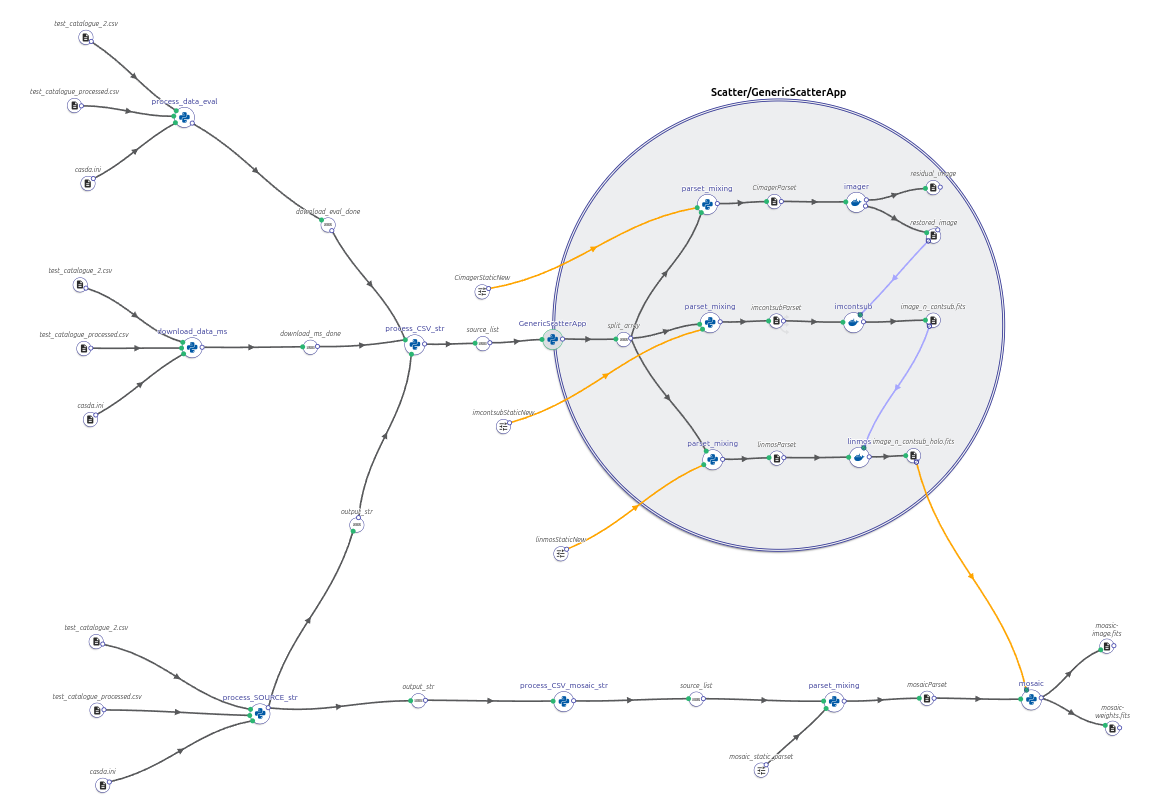 test_catalogue_2.csv
test_catalogue_processed.csv
process_data_eval
casda.ini
download_eval_done
Scatter/GenericScatterApp
residual_image
parset_mixing
CimagerParset
imager
restored_image
CimagerStaticNew
test_catalogue_2.csv
test_catalogue_processed.csv
download_data_ms
download_ms_done
process_CSV_str
source_list
GenericScatterApp
split_array
parset_mixing
imcontsubParset
imcontsub
image_n_contsub.fits
casda.ini
imcontsubStaticNew
parset_mixing
linmosParset
linmos
image_n_contsub_holo.fits
output_str
linmosStaticNew
test_catalogue_2.csv
test_catalogue_processed.csv
process_SOURCE_str
casda.ini
output_str
process_CSV_mosaic_str
source_list
parset_mixing
mosaicParset
mosaic
mosaic_static_parset
moasic-
image.fits
mosaic-
weights.fits